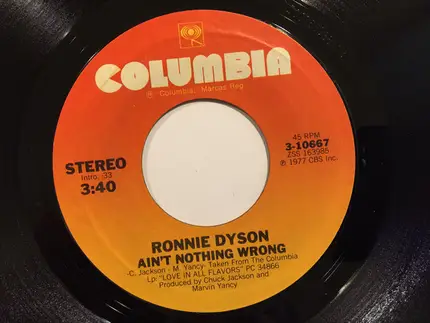 COLUMBIA
® Columbia, Marcas Reg
STEREO
Intro. :33
3:40
45 RPM
3-10667
ZSS 163985
℗ 1977 CBS Inc.
RONNIE DYSON
AIN'T NOTHING WRONG
-C. Jackson - M. Yancy- Taken From The Columbia
Lp: "LOVE IN ALL FLAVORS" PC 34866
Produced by Chuck Jackson and
Marvin Yancy